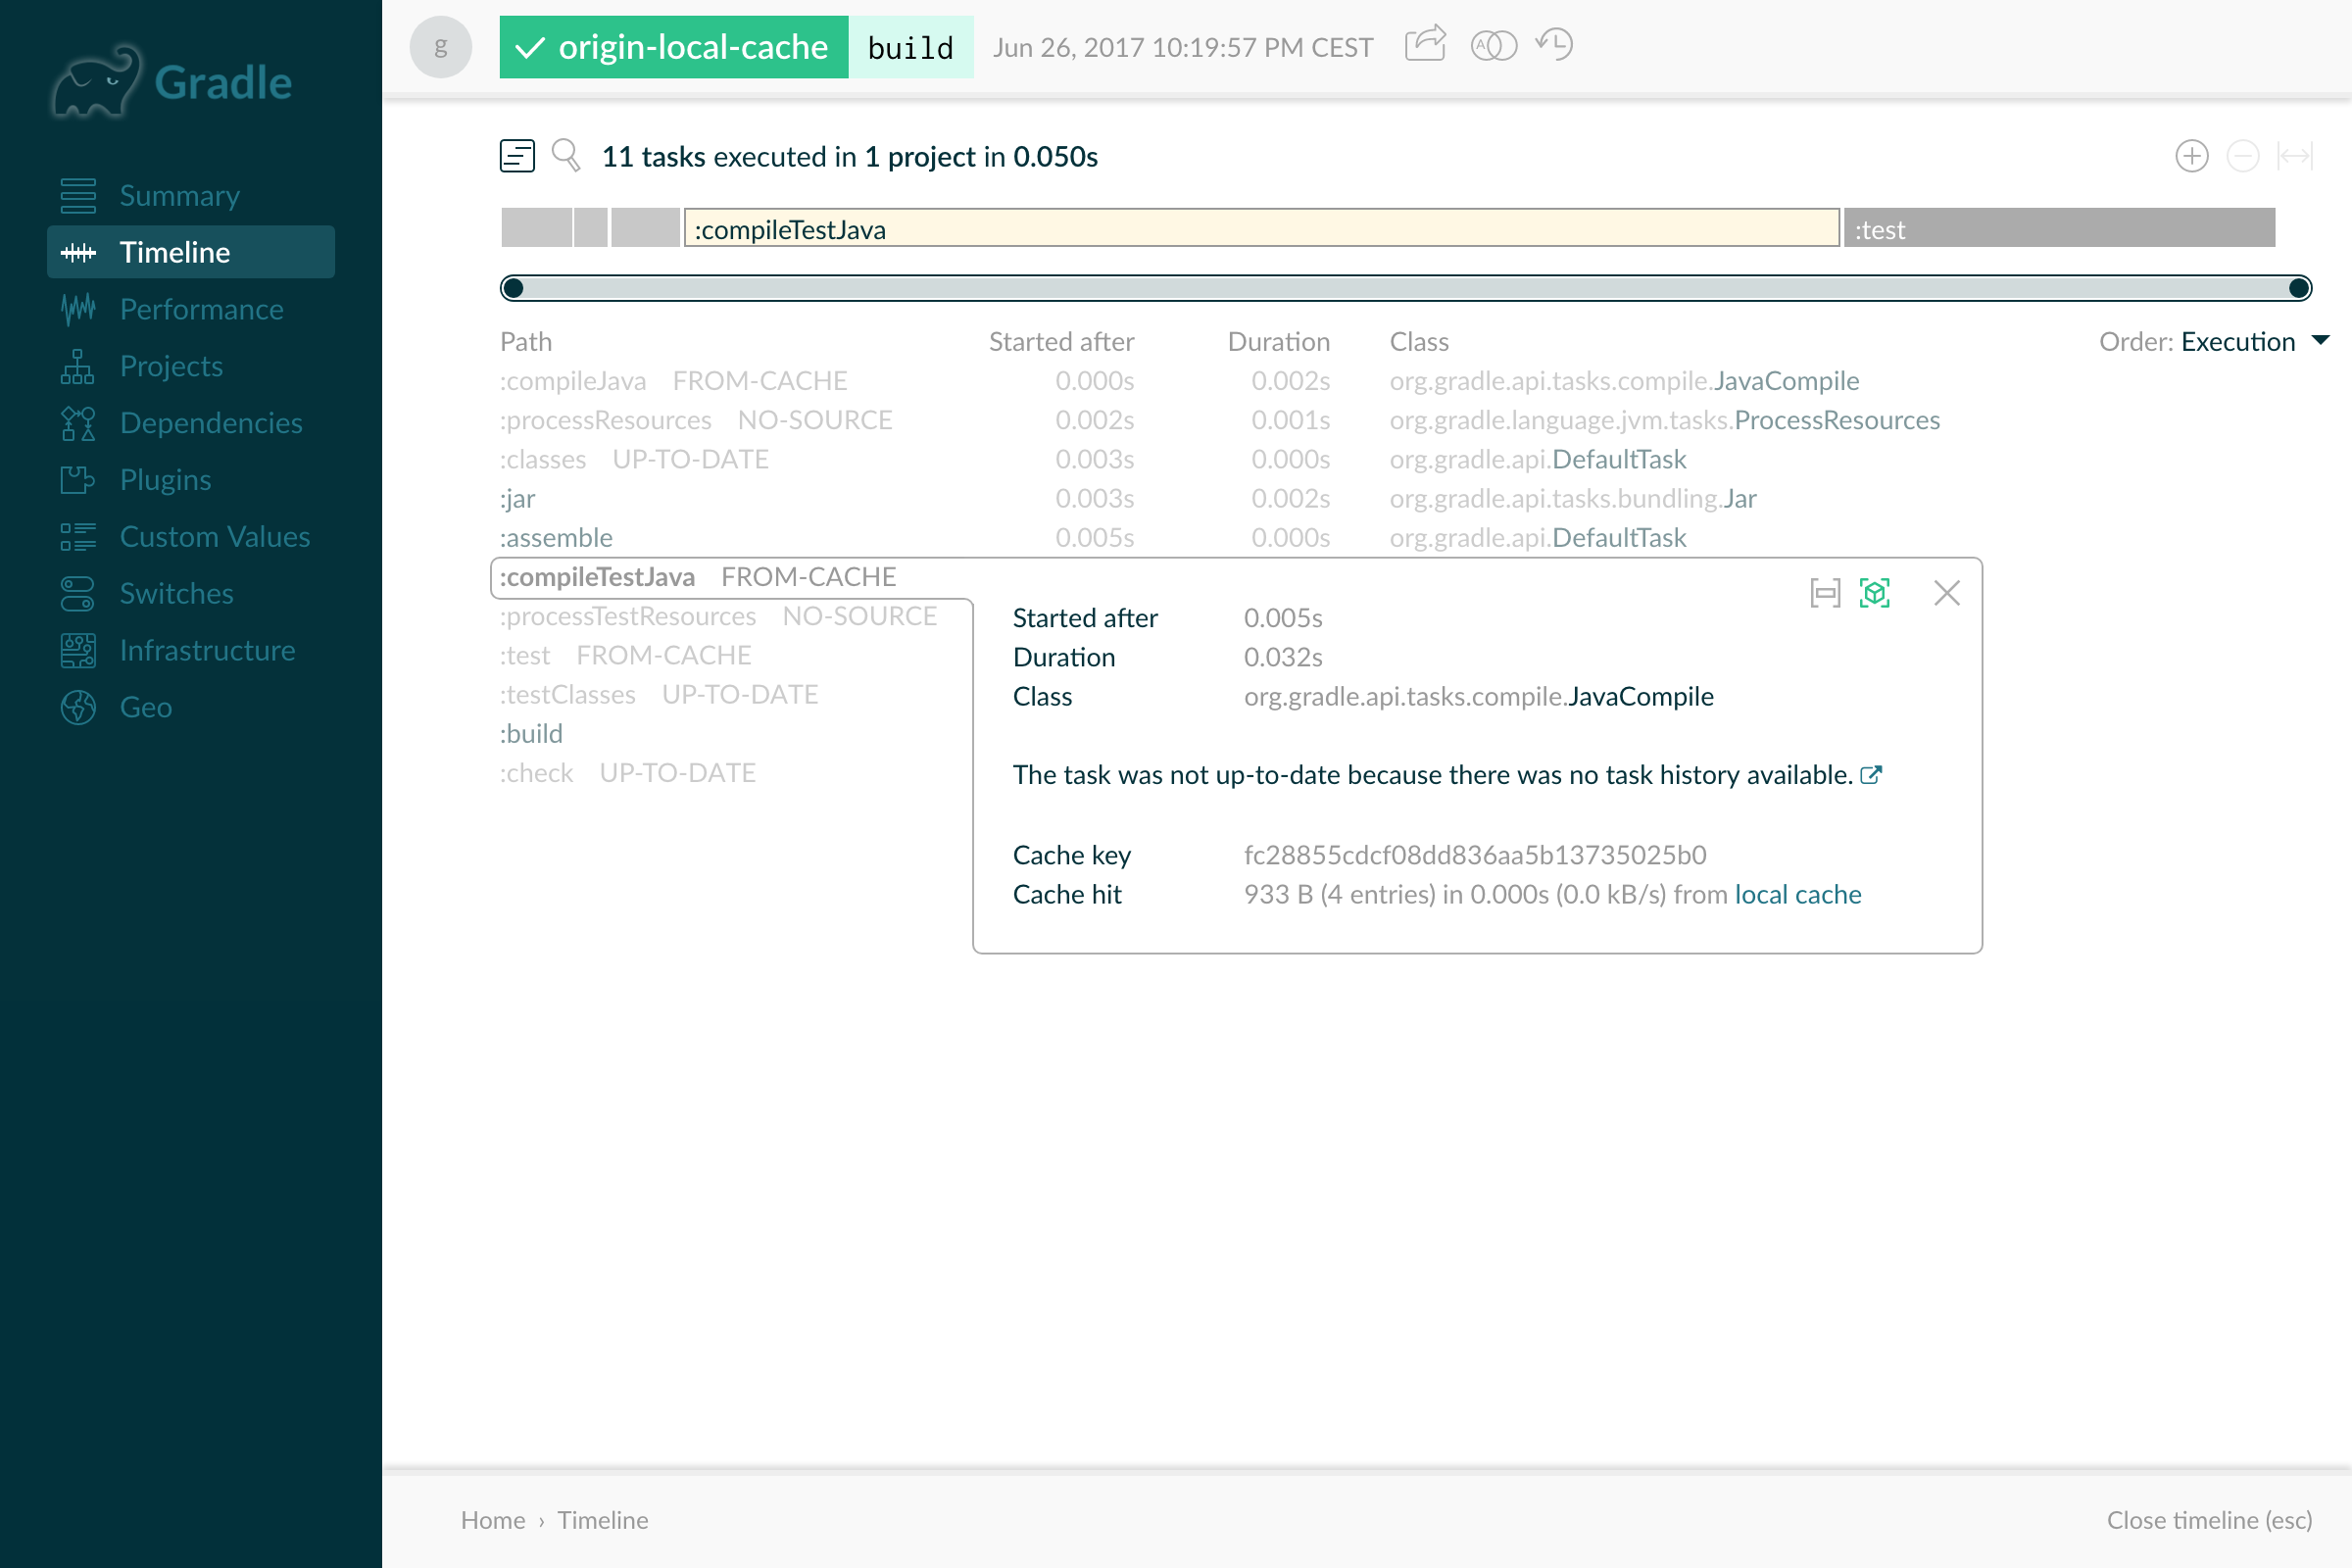 Gradle
Summary
Timeline
Performance
Projects
Dependencies
Plugins
Custom Values
Switches
Infrastructure
Geo
g origin-local-cache build Jun 26, 2017 10:19:57 PM CEST A
11 tasks executed in 1 project in 0.050s
:compileTestJava :test
Path Started after Duration Class Order: Execution
:compileJava FROM-CACHE 0.000s 0.002s org.gradle.api.tasks.compile.JavaCompile
:processResources NO-SOURCE 0.002s 0.001s org.gradle.language.jvm.tasks.ProcessResources
:classes UP-TO-DATE 0.003s 0.000s org.gradle.api.DefaultTask
:jar 0.003s 0.002s org.gradle.api.tasks.bundling.Jar
:assemble 0.005s 0.000s org.gradle.api.DefaultTask
:compileTestJava FROM-CACHE
:processTestResources NO-SOURCE
:test FROM-CACHE
:testClasses UP-TO-DATE
:build
:check UP-TO-DATE
Started after 0.005s
Duration 0.032s
Class org.gradle.api.tasks.compile.JavaCompile
The task was not up-to-date because there was no task history available.
Cache key fc28855cdcf08dd836aa5b13735025b0
Cache hit 933 B (4 entries) in 0.000s (0.0 kB/s) from local cache
Home › Timeline Close timeline (esc)